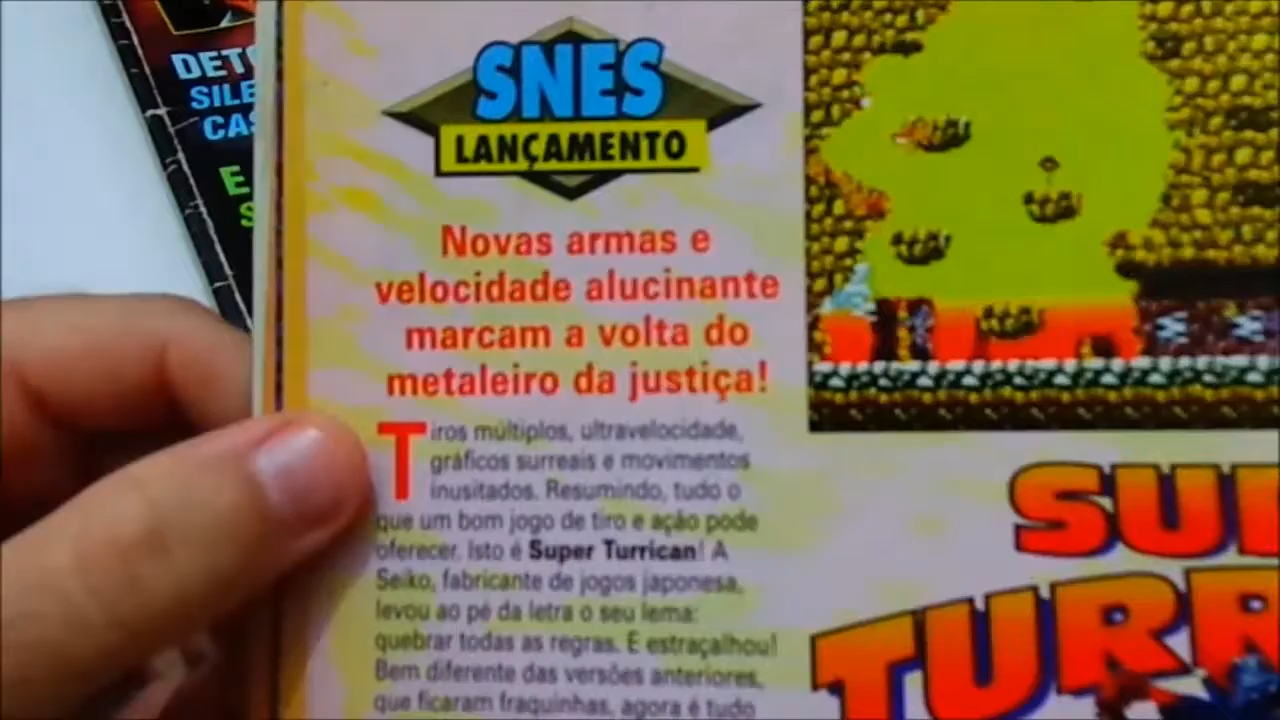 DET
SILE
CAS
E
S
SNES
LANÇAMENTO
Novas armas e
velocidade alucinante
marcam a volta do
metaleiro da justiça!
Tiros múltiplos, ultravelocidade,
gráficos surreais e movimentos
inusitados. Resumindo, tudo o
que um bom jogo de tiro e ação pode
oferecer. Isto é Super Turrican! A
Seiko, fabricante de jogos japonesa,
levou ao pé da letra o seu lema:
quebrar todas as regras. E estraçalhou!
Bem diferente das versões anteriores,
que ficaram fraquinhas, agora é tudo
SU
TURR